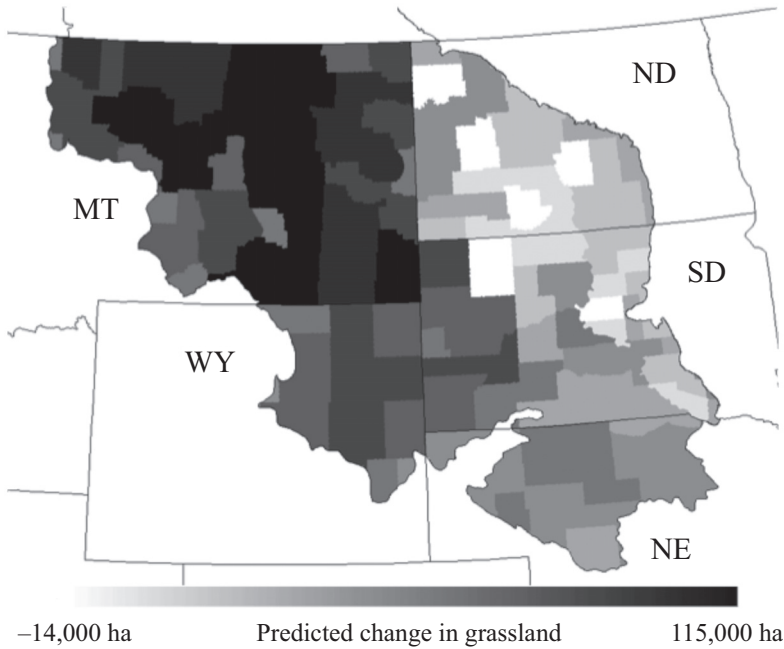 ND
MT
SD
WY
NE
–14,000 ha Predicted change in grassland 115,000 ha